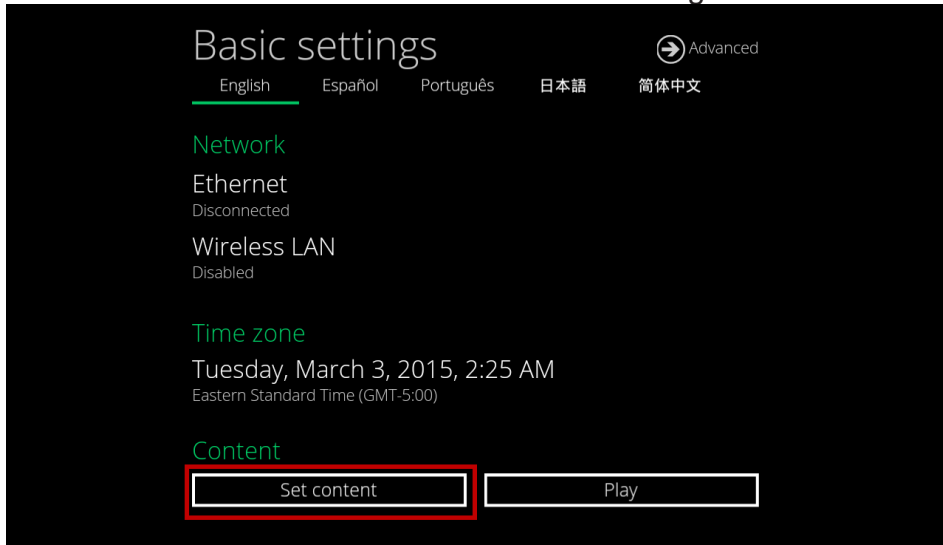 Basic settings
Advanced
English Español Português 日本語 简体中文
Network
Ethernet
Disconnected
Wireless LAN
Disabled
Time zone
Tuesday, March 3, 2015, 2:25 AM
Eastern Standard Time (GMT-5:00)
Content
Set content Play